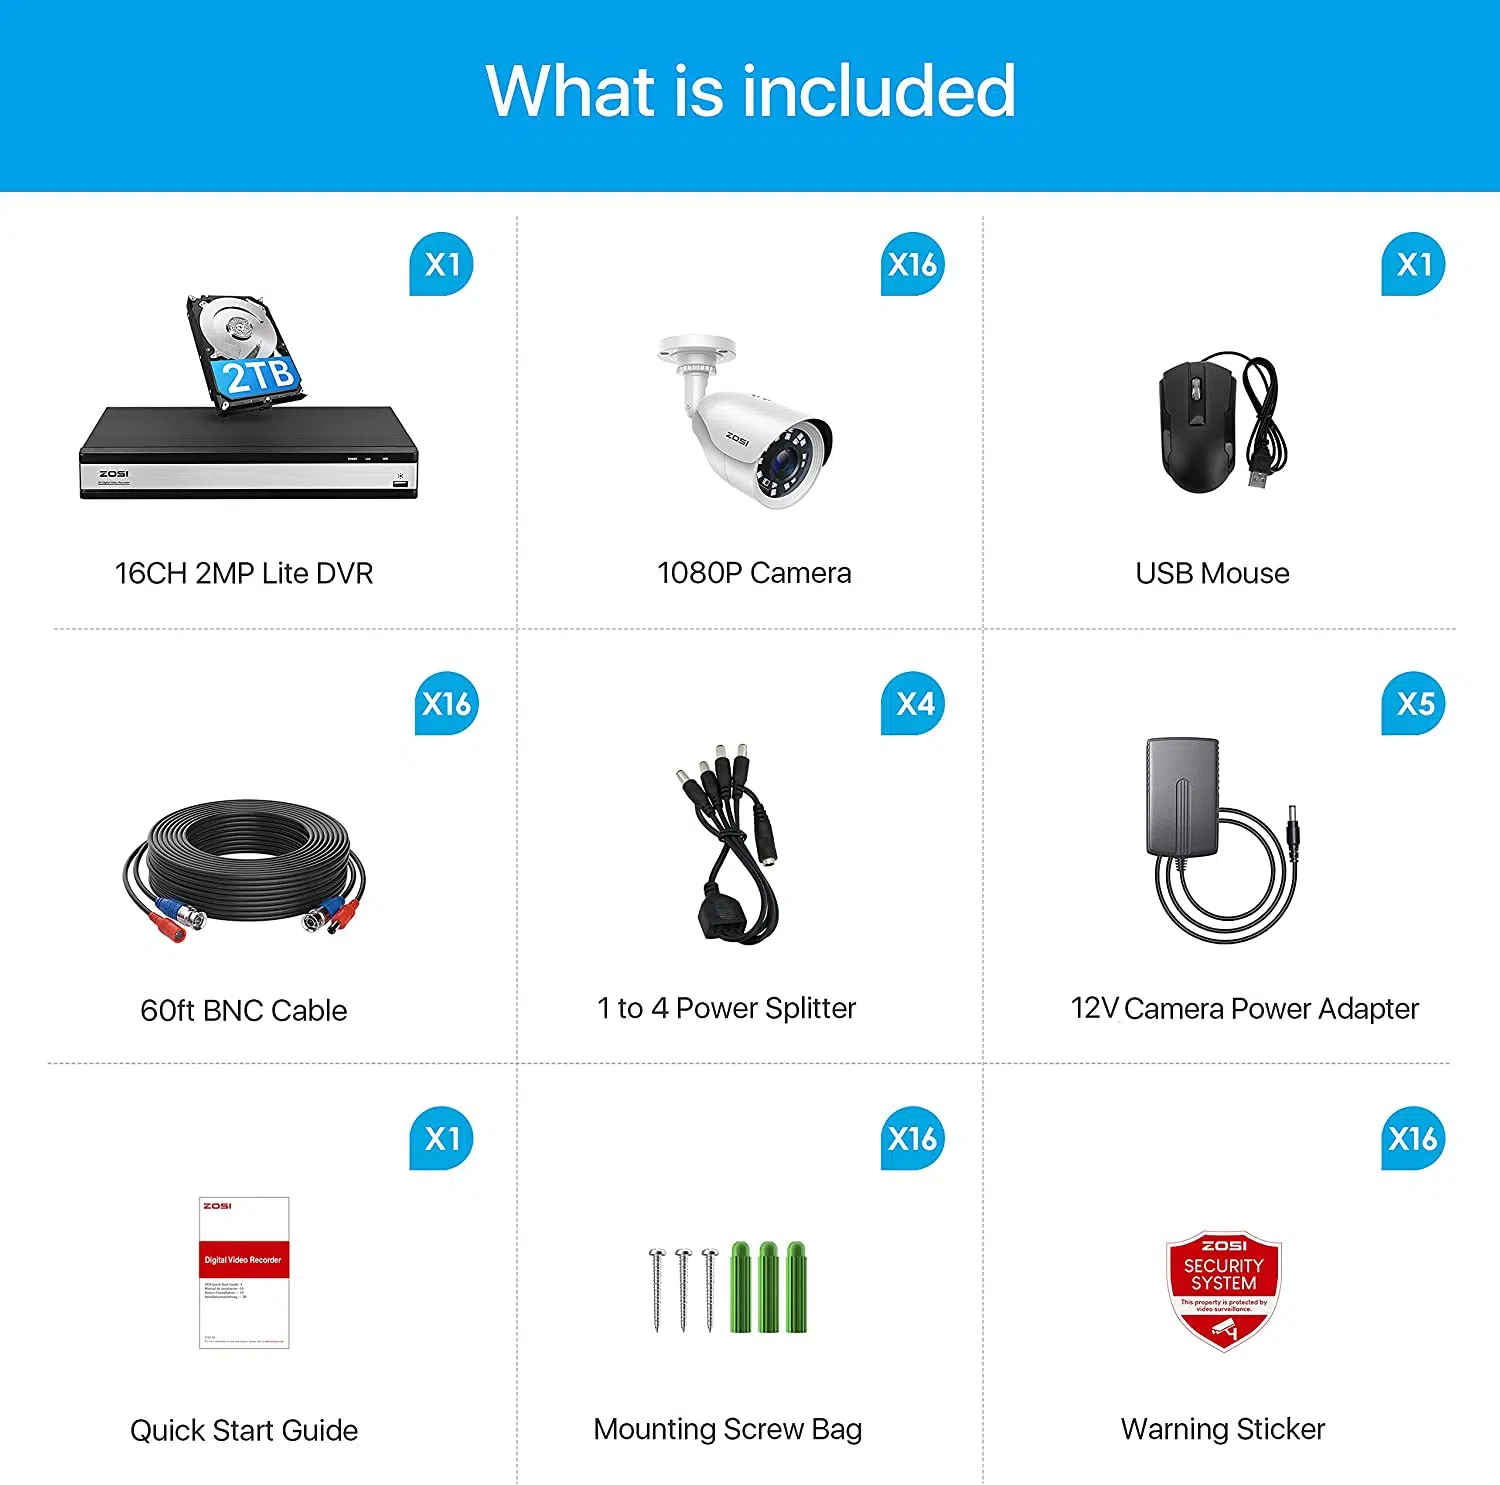 What is included
X1
2TB
ZOSI
POWER LAN HDD
16CH 2MP Lite DVR
X16
ZOSI
1080P Camera
X1
USB Mouse
X16
60ft BNC Cable
X4
1 to 4 Power Splitter
X5
12V Camera Power Adapter
X1
ZOSI
Digital Video Recorder
Quick Start Guide
X16
Mounting Screw Bag
X16
ZOSI
SECURITY
SYSTEM
This property is protected by
video surveillance.
Warning Sticker